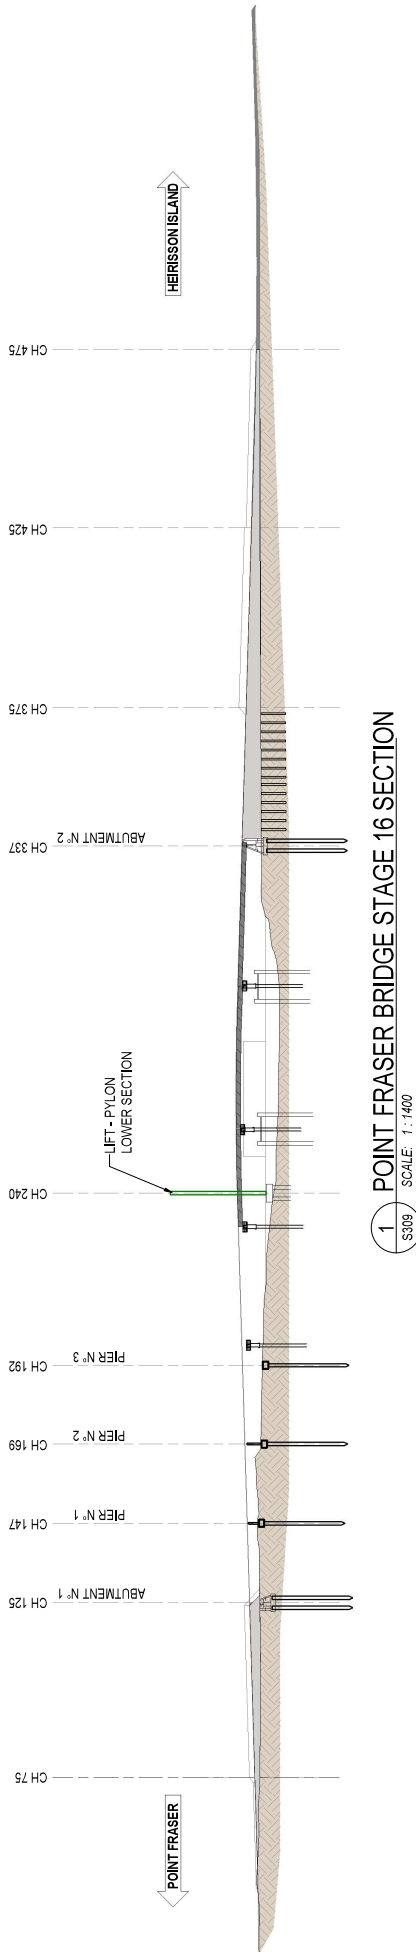 HEIRISSON ISLAND
CH 475
CH 425
CH 375
CH 337
ABUTMENT N° 2
LIFT - PYLON
LOWER SECTION
CH 240
CH 192
PIER N° 3
CH 169
PIER N° 2
CH 147
PIER N° 1
CH 125
ABUTMENT N° 1
CH 75
POINT FRASER
1
S309
POINT FRASER BRIDGE STAGE 16 SECTION
SCALE: 1 : 1400